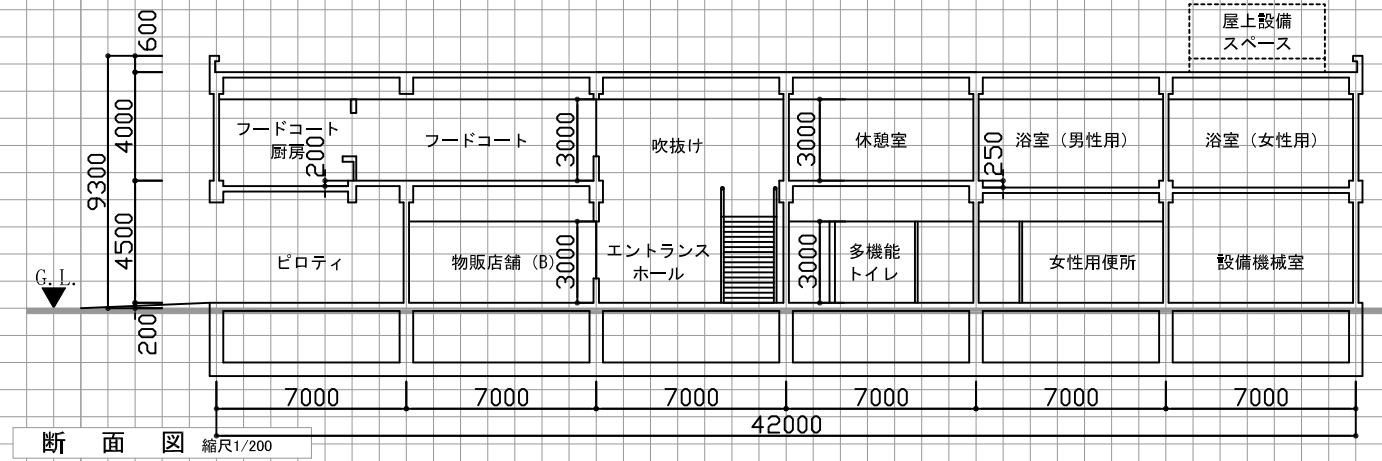 屋上設備
スペース
600
4000
9300
4500
200
フードコート
厨房
200
フードコート
3000
吹抜け
3000
休憩室
250
浴室（男性用）
浴室（女性用）
G.L.
ピロティ
物販店舗（B）
3000
エントランス
ホール
3000
多機能
トイレ
女性用便所
設備機械室
7000
7000
7000
7000
7000
7000
42000
断面図 縮尺1/200